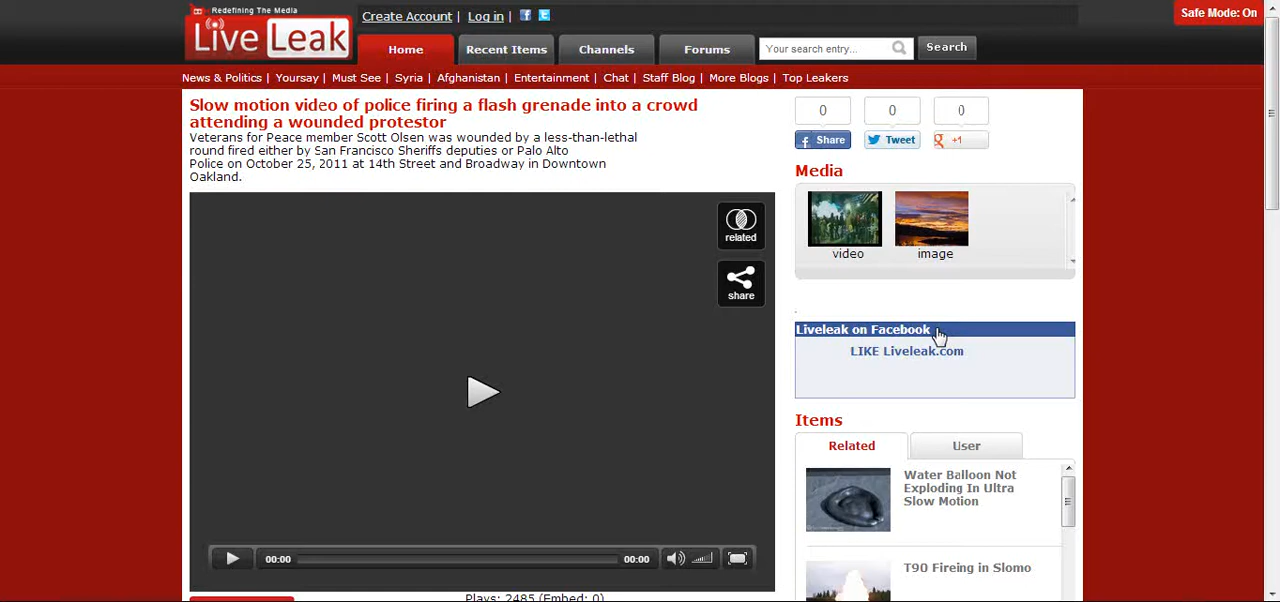 Redefining The Media
Live Leak
Create Account | Log in |
Safe Mode: On
Home
Recent Items
Channels
Forums
Your search entry...
Search
News & Politics | Yoursay | Must See | Syria | Afghanistan | Entertainment | Chat | Staff Blog | More Blogs | Top Leakers
Slow motion video of police firing a flash grenade into a crowd
attending a wounded protestor
Veterans for Peace member Scott Olsen was wounded by a less-than-lethal
round fired either by San Francisco Sheriffs deputies or Palo Alto
Police on October 25, 2011 at 14th Street and Broadway in Downtown
Oakland.
related
share
00:00
00:00
Plays: 2485 (Embed: 0)
0
0
0
f Share
Tweet
g +1
Media
video
image
Liveleak on Facebook
LIKE Liveleak.com
Items
Related
User
Water Balloon Not
Exploding In Ultra
Slow Motion
T90 Fireing in Slomo